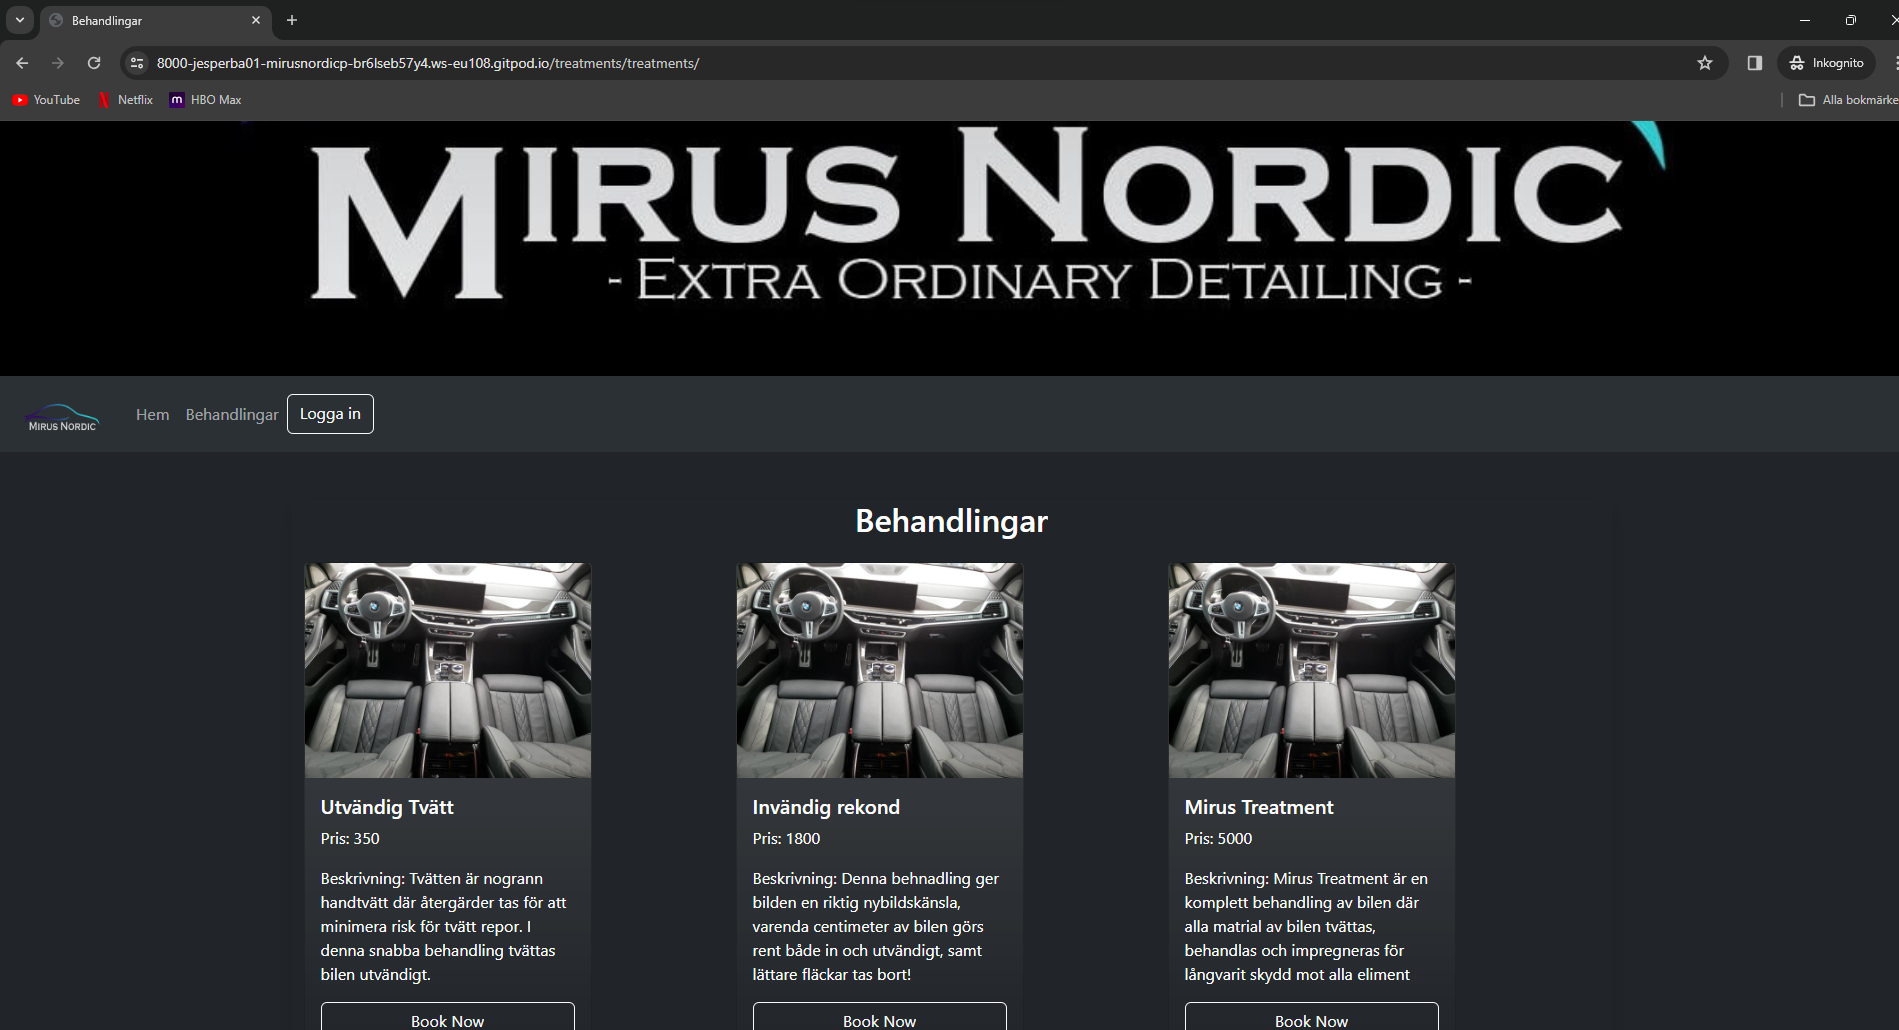 Behandlingar
8000-jesperba01-mirusnordicp-br6lseb57y4.ws-eu108.gitpod.io/treatments/treatments/
Inkognito
YouTube
Netflix
m HBO Max
Alla bokmärke
MIRUS NORDIC
- EXTRA ORDINARY DETAILING -
MIRUS NORDIC
Hem
Behandlingar
Logga in
Behandlingar
Utvändig Tvätt
Pris: 350
Beskrivning: Tvätten är nogrann
handtvätt där återgärder tas för att
minimera risk för tvätt repor. I
denna snabba behandling tvättas
bilen utvändigt.
Book Now
Invändig rekond
Pris: 1800
Beskrivning: Denna behnadling ger
bilden en riktig nybildskänsla,
varenda centimeter av bilen görs
rent både in och utvändigt, samt
lättare fläckar tas bort!
Book Now
Mirus Treatment
Pris: 5000
Beskrivning: Mirus Treatment är en
komplett behandling av bilen där
alla matrial av bilen tvättas,
behandlas och impregneras för
långvarit skydd mot alla eliment
Book Now